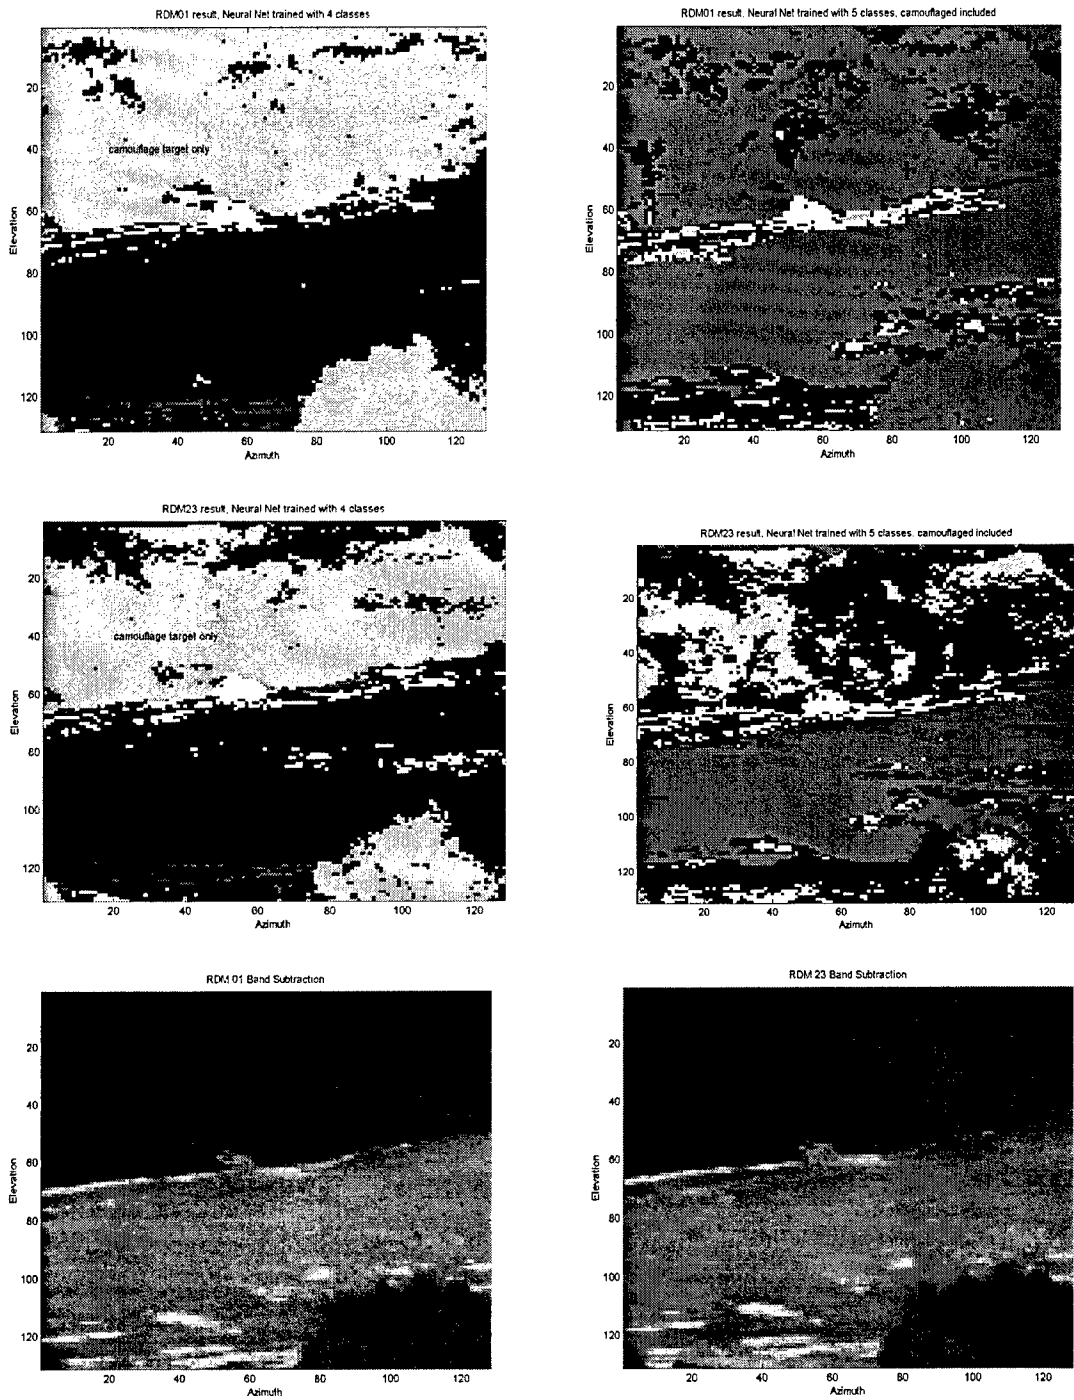 RDM01 result, Neural Net trained with 4 classes
20
40
60
80
100
120
Elevation
camouflage target only
20 40 60 80 100 120
Azimuth
RDM01 result, Neural Net trained with 5 classes, camouflaged included
20
40
60
80
100
120
Elevation
20 40 60 80 100 120
Azimuth
RDM23 result, Neural Net trained with 4 classes
20
40
60
80
100
120
Elevation
camouflage target only
20 40 60 80 100 120
Azimuth
RDM23 result, Neural Net trained with 5 classes, camouflaged included
20
40
60
80
100
120
Elevation
20 40 60 80 100 120
Azimuth
RDM 01 Band Subtraction
20
40
60
80
100
120
Elevation
20 40 60 80 100 120
Azimuth
RDM 23 Band Subtraction
20
40
60
80
100
120
Elevation
20 40 60 80 100 120
Azimuth